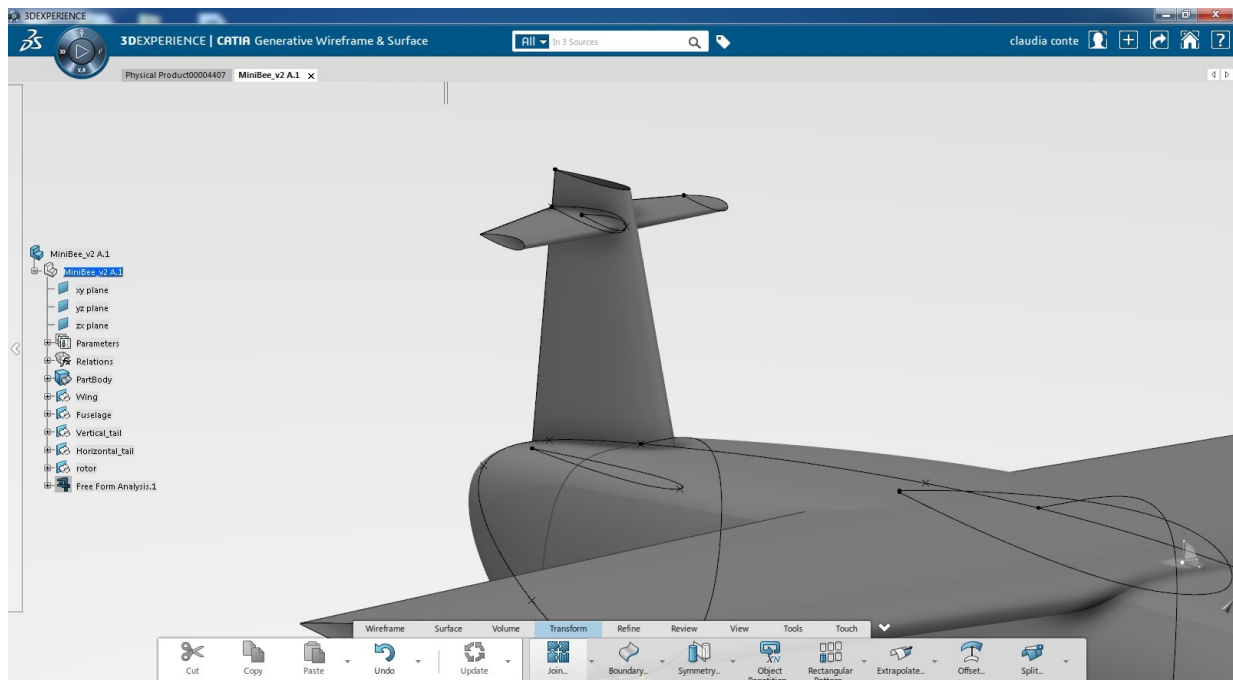 3DEXPERIENCE
3DEXPERIENCE | CATIA Generative Wireframe & Surface
All In 3 Sources
claudia conte
V.R
Physical Product00004407 MiniBee_v2 A.1 x
MiniBee_v2 A.1
MiniBee_v2 A.1
xy plane
yz plane
zx plane
Parameters
Relations
PartBody
Wing
Fuselage
Vertical_tail
Horizontal_tail
rotor
Free Form Analysis.1
Wireframe Surface Volume Transform Refine Review View Tools Touch
Cut Copy Paste Undo Update Join... Boundary... Symmetry... Object Repetition Rectangular Pattern Extrapolate... Offset... Split...